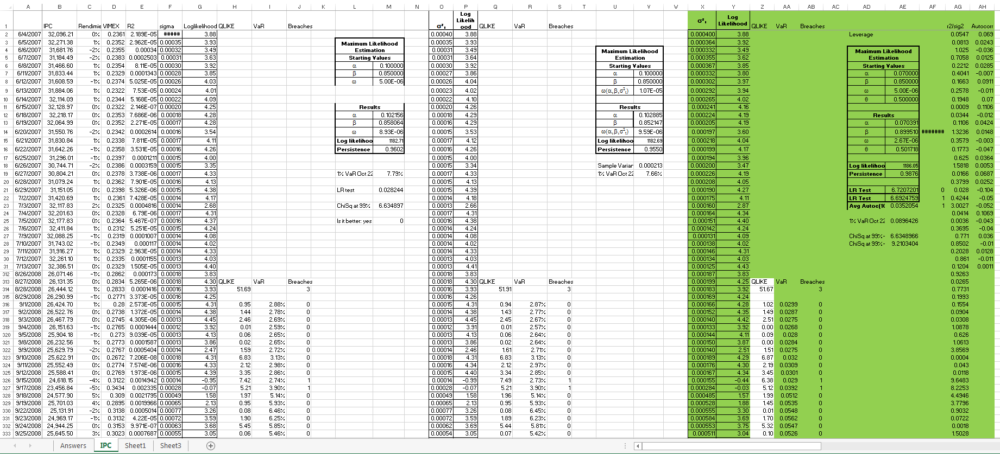 A B C D E F G H I J K L M N O P Q R S T U V W X Y Z AA AB AC AD AE AF AG AH
1 IPC Rendimie VIMEX R2 sigma Loglikelihood QLIKE VaR Breaches σ²t Log Likelihood QLIKE VaR Breaches σ²t Log Likelihood QLIKE VaR Breaches r2/sig2 Autocorr
2 6/4/2007 32,096.21 0% 0.2361 2.189E-05 ##### 3.88 0.00040 3.88 0.000400 3.88 Leverage 0.0547 0.069
3 6/5/2007 32,271.38 1% 0.2352 2.962E-05 0.00035 3.93 Maximum Likelihood 0.00035 3.93 0.000364 3.92 0.0813 0.0243
4 6/6/2007 31,681.76 -2% 0.2355 0.00034 0.00032 3.49 Estimation 0.00031 3.49 Maximum Likelihood 0.000332 3.49 Maximum Likelihood 1.025 -0.036
5 6/7/2007 31,184.49 -2% 0.2383 0.0002503 0.00031 3.63 Starting Values 0.00031 3.64 Estimation 0.000355 3.62 Estimation 0.7058 0.0125
6 6/8/2007 31,466.60 1% 0.2354 8.11E-05 0.00030 3.92 α 0.100000 0.00030 3.92 Starting Values 0.000367 3.85 Starting Values 0.2212 0.0285
7 6/11/2007 31,833.44 1% 0.2329 0.0001343 0.00028 3.85 β 0.850000 0.00027 3.86 α 0.100000 0.000332 3.80 α 0.070000 0.4041 -0.007
8 6/12/2007 31,608.59 -1% 0.2374 5.025E-05 0.00026 4.03 ω 5.00E-06 0.00026 4.04 β 0.850000 0.000302 3.97 β 0.850000 0.1663 0.0911
9 6/13/2007 31,884.06 1% 0.2322 7.53E-05 0.00024 4.01 0.00023 4.02 ω(α,β,σ²t) 1.07E-05 0.000292 3.94 ω 5.00E-06 0.2578 -0.011
10 6/14/2007 32,114.09 1% 0.2344 5.168E-05 0.00022 4.09 0.00022 4.10 0.000265 4.02 θ 0.500000 0.1948 0.07
11 6/15/2007 32,128.97 0% 0.2322 2.146E-07 0.00020 4.25 Results 0.00020 4.26 Results 0.000241 4.16 0.0009 0.1106
12 6/18/2007 32,218.17 0% 0.2353 7.686E-06 0.00018 4.28 α 0.102156 0.00018 4.29 α 0.102885 0.000224 4.19 Results 0.0344 -0.012
13 6/19/2007 32,064.99 0% 0.2352 2.271E-05 0.00017 4.28 β 0.858064 0.00016 4.29 β 0.852147 0.000205 4.19 α 0.070391 0.1106 0.0424
14 6/20/2007 31,550.76 -2% 0.2342 0.0002614 0.00016 3.54 ω 8.93E-06 0.00015 3.53 ω(α,β,σ²t) 9.59E-06 0.000197 3.60 β 0.899510 ####### 1.3236 0.0148
15 6/21/2007 31,830.84 1% 0.2338 7.811E-05 0.00017 4.11 Log likelihoo 1182.71 0.00017 4.12 Log likelihoo 1182.69 0.000218 4.04 ω 2.67E-06 0.3579 -0.003
16 6/22/2007 31,642.26 -1% 0.2358 3.531E-05 0.00016 4.26 Persistence 0.9602 0.00016 4.26 Persistence 0.9550 0.000199 4.17 θ 0.501718 0.1773 -0.047
17 6/25/2007 31,296.01 -1% 0.2397 0.0001211 0.00015 4.00 0.00015 4.00 0.000194 3.96 0.625 0.0364
18 6/26/2007 30,744.71 -2% 0.2386 0.0003159 0.00015 3.35 0.00015 3.34 Sample Varian 0.000213 0.000200 3.47 Log likelihoo 1186.05 1.5818 0.0053
19 6/27/2007 30,804.21 0% 0.2378 3.738E-06 0.00017 4.33 1% VaR Oct 22 7.79% 0.00017 4.33 1% VaR Oct 22 7.66% 0.000226 4.19 Persistence 0.9876 0.0166 0.0687
20 6/28/2007 31,079.24 1% 0.2362 7.901E-05 0.00016 4.13 0.00015 4.13 0.000208 4.05 0.3799 0.0252
21 6/29/2007 31,151.05 0% 0.2398 5.326E-06 0.00015 4.38 LR test 0.028244 0.00015 4.39 0.000190 4.27 LR Test 6.7207201 0 0.028 -0.104
22 7/2/2007 31,420.69 1% 0.2361 7.428E-05 0.00014 4.17 0.00014 4.18 0.000175 4.11 LR Test 6.6924759 1 0.4244 -0.05
23 7/3/2007 32,117.83 2% 0.2325 0.0004816 0.00014 2.68 ChiSq at 99% 6.634897 0.00013 2.66 0.000160 2.87 Avg Autoc(10 0.0352054 1 3.0027 -0.052
24 7/4/2007 32,201.63 0% 0.2328 6.79E-06 0.00017 4.31 0.00017 4.31 0.000164 4.34 0.0414 0.1069
25 7/5/2007 32,177.83 0% 0.2364 5.467E-07 0.00016 4.37 Is it better: yes 0 0.00016 4.38 0.000151 4.40 1% VaR Oct 22 0.0896426 0.0036 -0.043
26 7/6/2007 32,411.84 1% 0.2312 5.251E-05 0.00015 4.24 0.00014 4.24 0.000142 4.24 0.3695 -0.04
27 7/9/2007 32,088.25 -1% 0.2319 0.0001007 0.00014 4.08 0.00014 4.08 0.000131 4.09 ChiSq at 99%- 6.6348966 0.771 0.036
28 7/10/2007 31,743.02 -1% 0.2349 0.000117 0.00014 4.02 0.00014 4.02 0.000138 4.02 ChiSq at 99%- 9.2103404 0.8502 -0.01
29 7/11/2007 31,916.27 1% 0.2349 2.963E-05 0.00014 4.33 0.00014 4.33 0.000146 4.31 0.2028 0.0128
30 7/12/2007 32,261.10 1% 0.2335 0.0001155 0.00013 4.03 0.00013 4.03 0.000134 4.03 0.861 -0.011
31 7/13/2007 32,386.51 0% 0.2329 1.505E-05 0.00013 4.40 0.00013 4.41 0.000125 4.43 0.1204 0.0011
312 8/26/2008 26,071.46 -1% 0.2862 0.000173 0.00018 3.83 0.00018 3.83 0.000187 3.83 0.9263
313 8/27/2008 26,131.35 0% 0.2834 5.265E-06 0.00018 4.30 QLIKE VaR Breaches 0.00018 4.30 QLIKE VaR Breaches 0.000199 4.25 QLIKE VaR Breaches 0.0265
314 8/28/2008 26,444.12 1% 0.2833 0.0001416 0.00016 3.93 51.69 3 0.00016 3.93 51.91 3 0.000183 3.92 51.67 3 0.7731
315 8/29/2008 26,290.99 -1% 0.2771 3.373E-05 0.00016 4.25 0.00016 4.26 0.000169 4.24 0.1993
316 9/1/2008 26,424.70 1% 0.28 2.573E-05 0.00015 4.31 0.95 2.88% 0 0.00015 4.31 0.94 2.87% 0 0.000166 4.28 1.02 0.0299 0 0.1554
317 9/2/2008 26,522.76 0% 0.2738 1.372E-05 0.00014 4.38 1.44 2.78% 0 0.00014 4.38 1.43 2.77% 0 0.000152 4.35 1.49 0.0287 0 0.0904
318 9/3/2008 26,467.79 0% 0.2745 4.305E-06 0.00013 4.45 2.46 2.69% 0 0.00013 4.45 2.45 2.67% 0 0.000140 4.42 2.51 0.0275 0 0.0308
319 9/4/2008 26,151.63 -1% 0.2765 0.0001444 0.00012 3.92 0.01 2.59% 0 0.00012 3.91 0.01 2.57% 0 0.000133 3.92 0.00 0.0268 0 1.0878
320 9/5/2008 25,904.18 -1% 0.273 9.039E-05 0.00013 4.13 0.06 2.65% 0 0.00013 4.13 0.06 2.64% 0 0.000144 4.11 0.09 0.028 0 0.626
321 9/8/2008 26,232.56 1% 0.2773 0.0001587 0.00013 3.86 0.02 2.65% 0 0.00013 3.86 0.02 2.64% 0 0.000150 3.87 0.00 0.0284 0 1.0613
322 9/9/2008 25,629.79 -2% 0.2767 0.0005404 0.00014 2.47 1.59 2.72% 0 0.00014 2.46 1.61 2.71% 0 0.000140 2.51 1.51 0.0275 0 3.8569
323 9/10/2008 25,622.91 0% 0.2672 7.206E-08 0.00018 4.31 6.83 3.13% 0 0.00018 4.31 6.83 3.13% 0 0.000189 4.29 6.87 0.032 0 0.0004
324 9/11/2008 25,552.49 0% 0.2774 7.574E-06 0.00016 4.33 2.12 2.98% 0 0.00016 4.34 2.12 2.97% 0 0.000176 4.30 2.19 0.0309 0 0.043
325 9/12/2008 25,588.41 0% 0.2769 1.973E-06 0.00015 4.39 3.35 2.86% 0 0.00015 4.40 3.34 2.85% 0 0.000167 4.34 3.45 0.0301 0 0.0118
326 9/15/2008 24,618.15 -4% 0.3122 0.0014942 0.00014 -0.95 7.42 2.74% 1 0.00014 -0.99 7.49 2.73% 1 0.000155 -0.44 6.38 0.029 1 9.6483
327 9/17/2008 23,456.84 -5% 0.3434 0.002335 0.00028 -0.07 5.21 3.90% 1 0.00028 -0.07 5.21 3.90% 1 0.000284 -0.03 5.12 0.0392 1 8.2253
328 9/18/2008 24,577.90 5% 0.309 0.0021795 0.00049 1.58 1.97 5.14% 0 0.00049 1.58 1.96 5.14% 0 0.000485 1.57 1.99 0.0512 0 4.4946
329 9/19/2008 25,701.03 4% 0.2895 0.0019966 0.00065 2.13 0.95 5.93% 0 0.00065 2.13 0.95 5.93% 0 0.000528 1.88 1.45 0.0535 0 3.7796
330 9/22/2008 25,131.91 -2% 0.3138 0.0005014 0.00077 3.26 0.08 6.46% 0 0.00077 3.26 0.08 6.45% 0 0.000555 3.30 0.01 0.0548 0 0.9032
331 9/23/2008 24,969.17 -1% 0.3132 4.22E-05 0.00072 3.59 1.90 6.25% 0 0.00072 3.59 1.89 6.23% 0 0.000584 3.69 1.70 0.0562 0 0.0722
332 9/24/2008 24,944.25 0% 0.3153 9.971E-07 0.00063 3.68 5.45 5.85% 0 0.00062 3.69 5.44 5.81% 0 0.000553 3.75 5.32 0.0547 0 0.0018
333 9/25/2008 25,645.50 3% 0.3023 0.0007687 0.00055 3.05 0.06 5.46% 0 0.00054 3.05 0.07 5.42% 0 0.000511 3.04 0.10 0.0526 0 1.5028
Answers IPC Sheet1 Sheet3